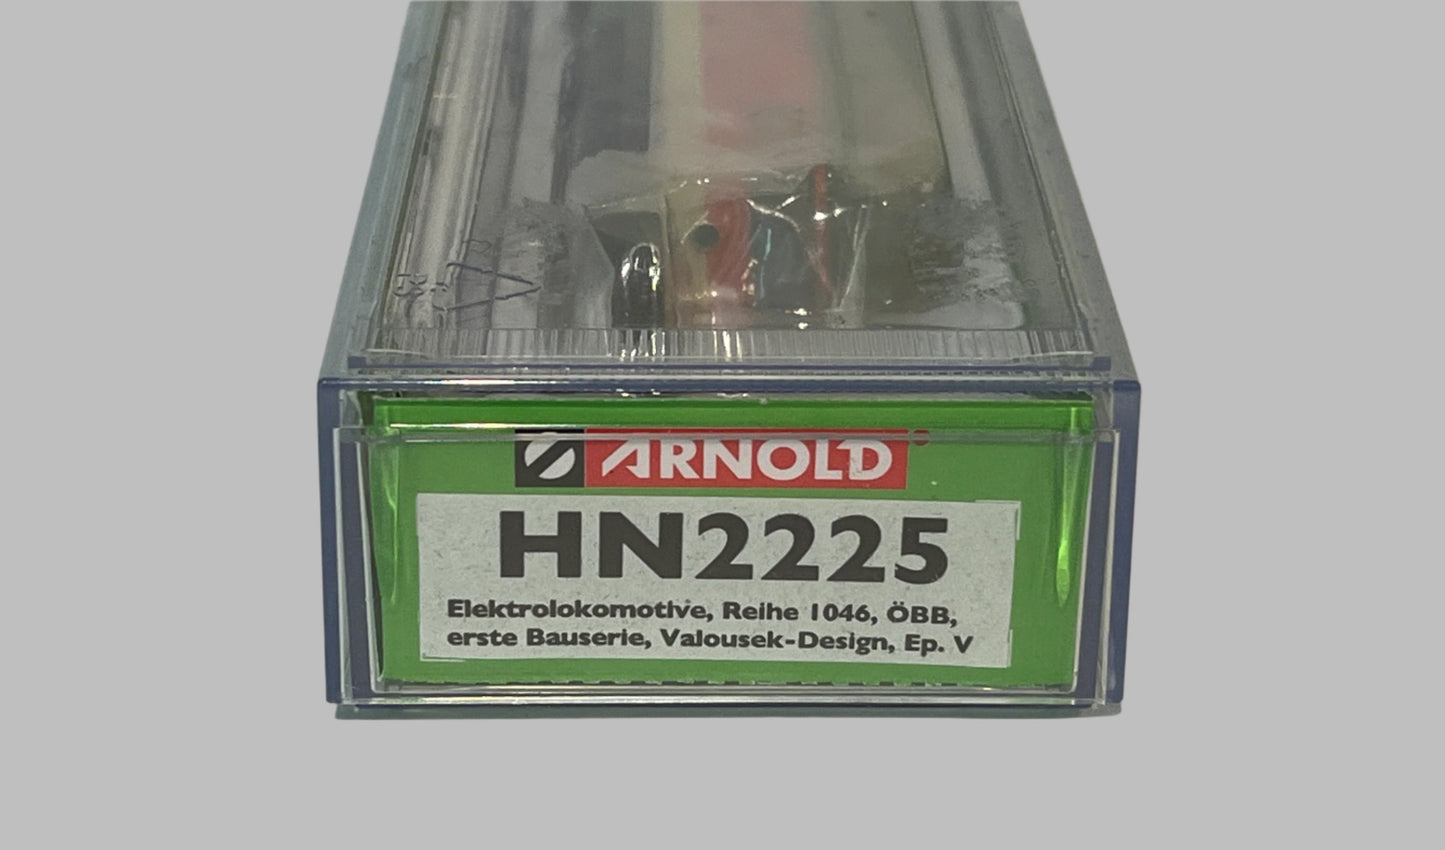 ARNOLD
HN2225
Elektrolokomotive, Reihe 1046, ÖBB,
erste Bauserie, Valousek-Design, Ep. V